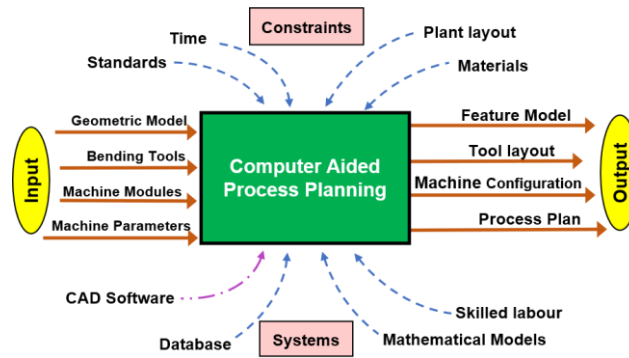 Time
Constraints
Plant layout
Standards
Materials
Geometric Model
Bending Tools
Machine Modules
Machine Parameters
Input
Computer Aided
Process Planning
Feature Model
Tool layout
Machine Configuration
Process Plan
Output
CAD Software
Database
Systems
Mathematical Models
Skilled labour